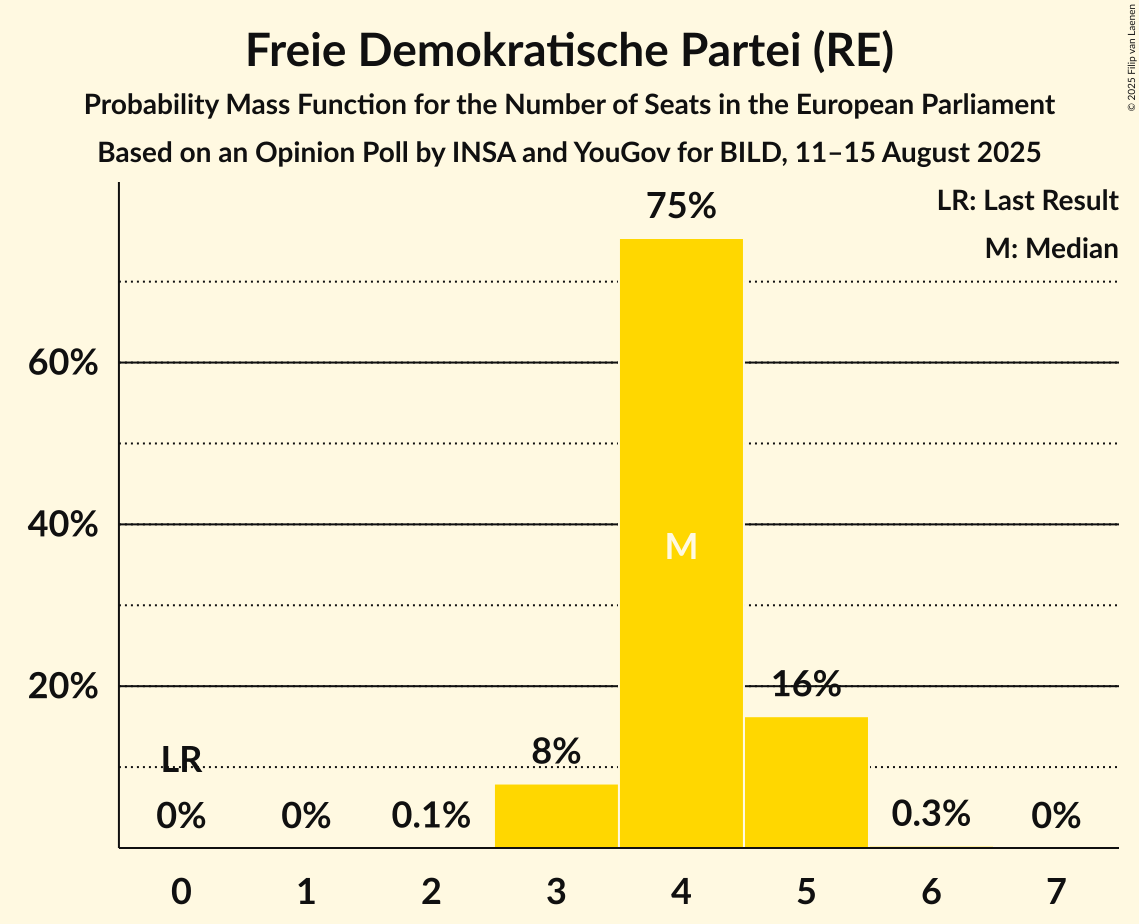 Freie Demokratische Partei (RE)
Probability Mass Function for the Number of Seats in the European Parliament
Based on an Opinion Poll by INSA and YouGov for BILD, 11–15 August 2025
© 2025 Filip van Laenen
LR: Last Result
M: Median
75%
60%
40%
M
20%
16%
LR
8%
0%
0%
0.1%
0.3%
0%
0
1
2
3
4
5
6
7